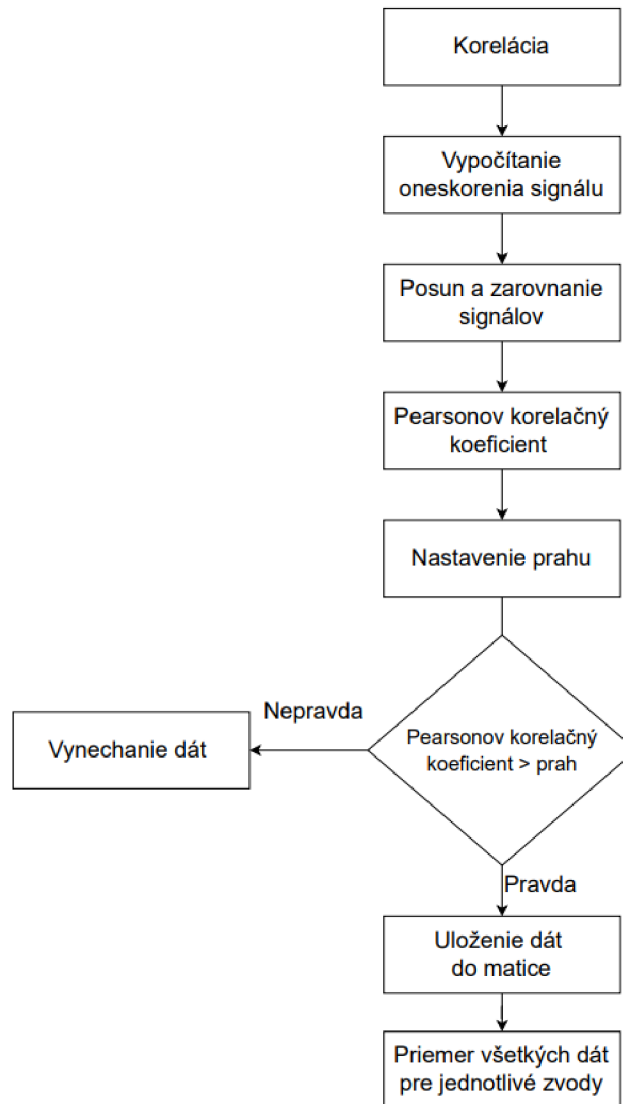 Korelácia
Vypočítanie
oneskorenia signálu
Posun a zarovnanie
signálov
Pearsonov korelačný
koeficient
Nastavenie prahu
Nepravda
Vynechanie dát
Pearsonov korelačný
koeficient > prah
Pravda
Uloženie dát
do matice
Priemer všetkých dát
pre jednotlivé zvody